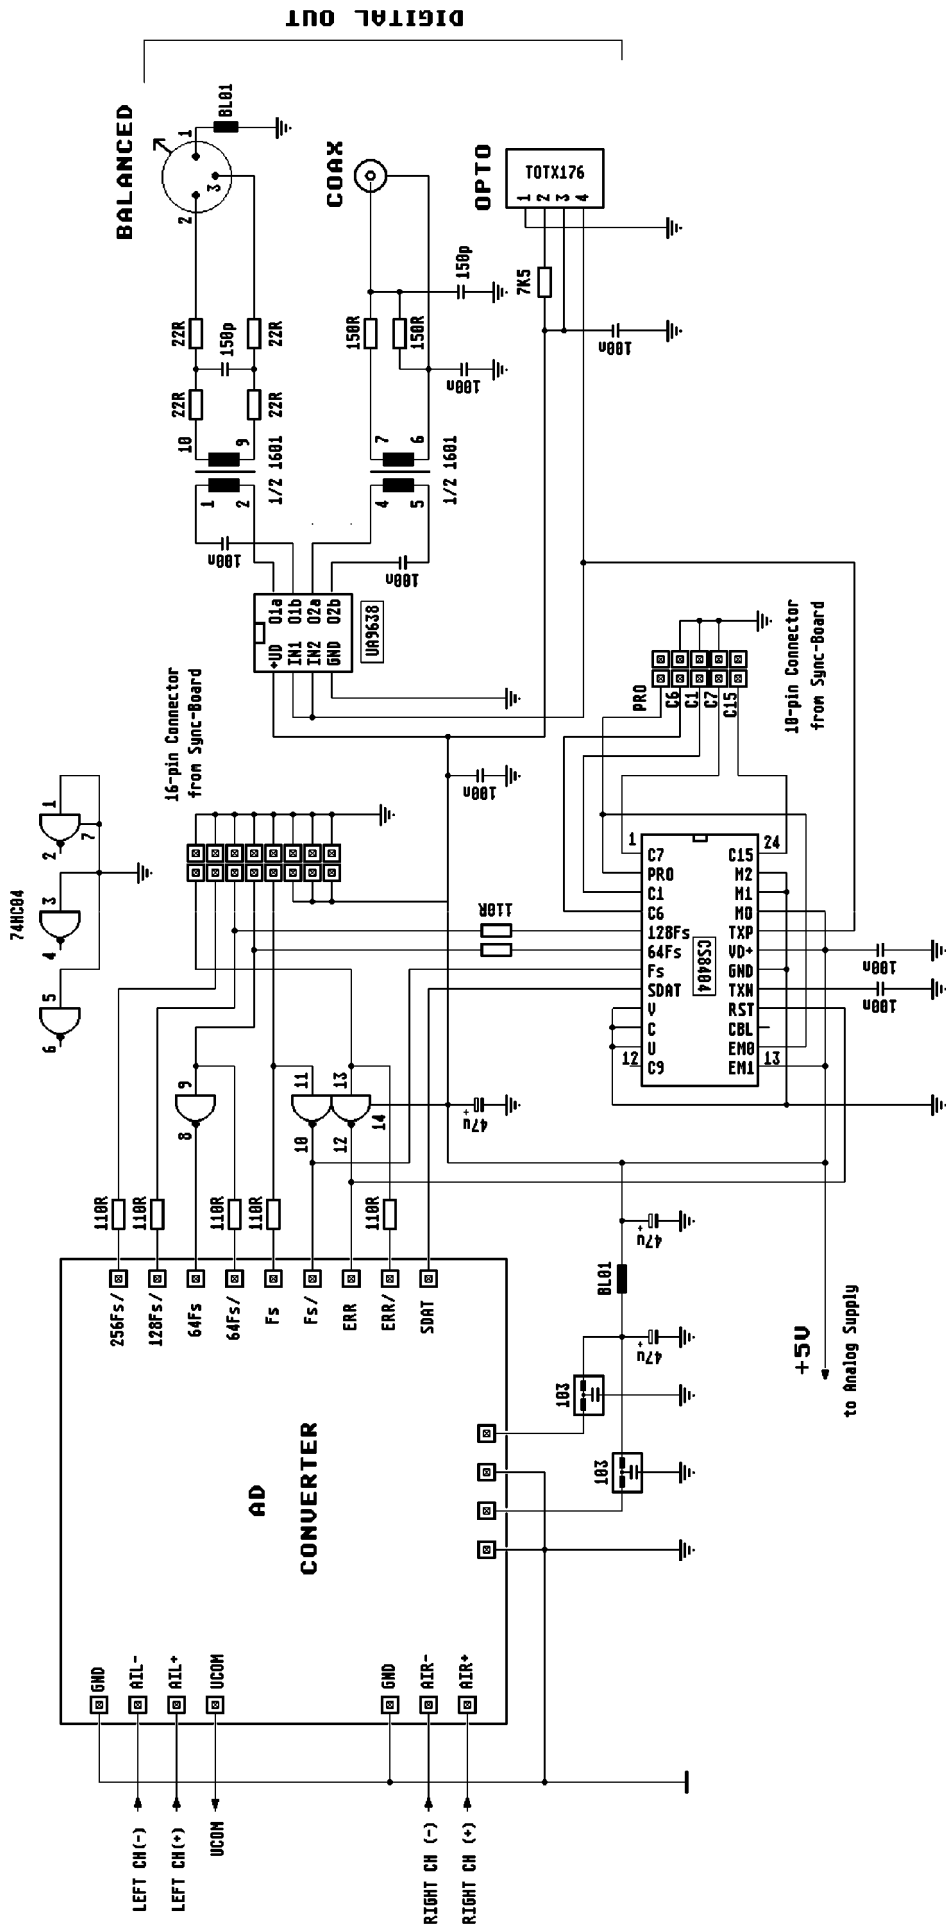 DIGITAL OUT
BALANCED
1
2
3
BL01
COAX
OPTO
TOTX176
1
2
3
4
22R
22R
150p
22R
22R
150R
150R
150p
100n
7K5
100n
10
9
1
2
1/2 1601
7
6
4
5
1/2 1601
100n
100n
O1a
O1b
O2a
O2b
+VD
IN1
IN2
GND
UA9638
16-pin Connector
from Sync-Board
100n
10-pin Connector
from Sync-Board
PRO
C6
C1
C7
C15
74HC04
1
2
7
3
4
5
6
110R
1
24
C7
PRO
C1
C6
128Fs
64Fs
Fs
SDAT
V
C
U
C9
12
CS8404
C15
M2
M1
M0
TXP
VD+
GND
TXN
RST
CBL
EM0
EM1
13
100n
100n
9
8
11
10
13
12
14
47u
110R
110R
110R
110R
110R
256Fs/
128Fs/
64Fs
64Fs/
Fs
Fs/
ERR
ERR/
SDAT
47u
BL01
47u
103
103
+5V
to Analog Supply
AD
CONVERTER
GND
AIL-
AIL+
VCOM
GND
AIR-
AIR+
LEFT CH(-)
LEFT CH(+)
VCOM
RIGHT CH (-)
RIGHT CH (+)